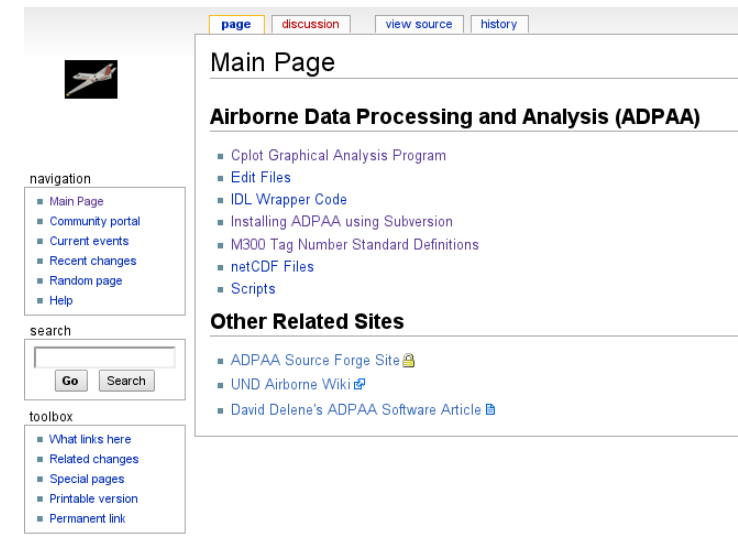 page discussion view source history
Main Page
Airborne Data Processing and Analysis (ADPAA)
Cplot Graphical Analysis Program
Edit Files
IDL Wrapper Code
Installing ADPAA using Subversion
M300 Tag Number Standard Definitions
netCDF Files
Scripts
Other Related Sites
ADPAA Source Forge Site
UND Airborne Wiki
David Delene's ADPAA Software Article
navigation
Main Page
Community portal
Current events
Recent changes
Random page
Help
search
Go Search
toolbox
What links here
Related changes
Special pages
Printable version
Permanent link